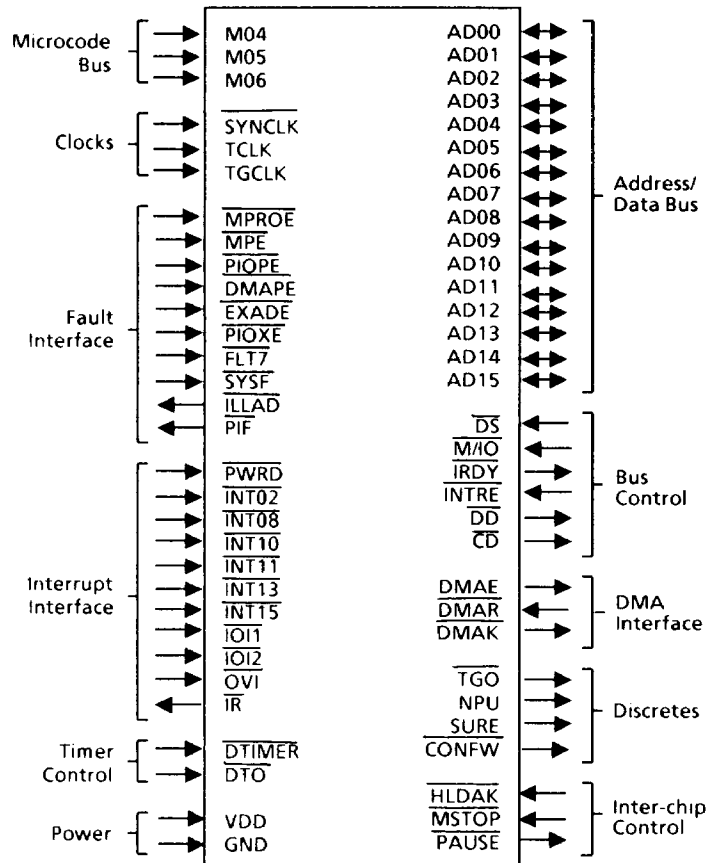 Microcode
Bus
M04
M05
M06
Clocks
SYNCLK
TCLK
TGCLK
Fault
Interface
MPROE
MPE
PIOPE
DMAPE
EXADE
PIOXE
FLT7
SYSF
ILLAD
PIF
Interrupt
Interface
PWRD
INT02
INT08
INT10
INT11
INT13
INT15
IOI1
IOI2
OVI
IR
Timer
Control
DTIMER
DTO
Power
VDD
GND
AD00
AD01
AD02
AD03
AD04
AD05
AD06
AD07
AD08
AD09
AD10
AD11
AD12
AD13
AD14
AD15
Address/
Data Bus
DS
M/IO
IRDY
INTRE
DD
CD
Bus
Control
DMAE
DMAR
DMAK
DMA
Interface
TGO
NPU
SURE
CONFW
Discretes
HLDAK
MSTOP
PAUSE
Inter-chip
Control